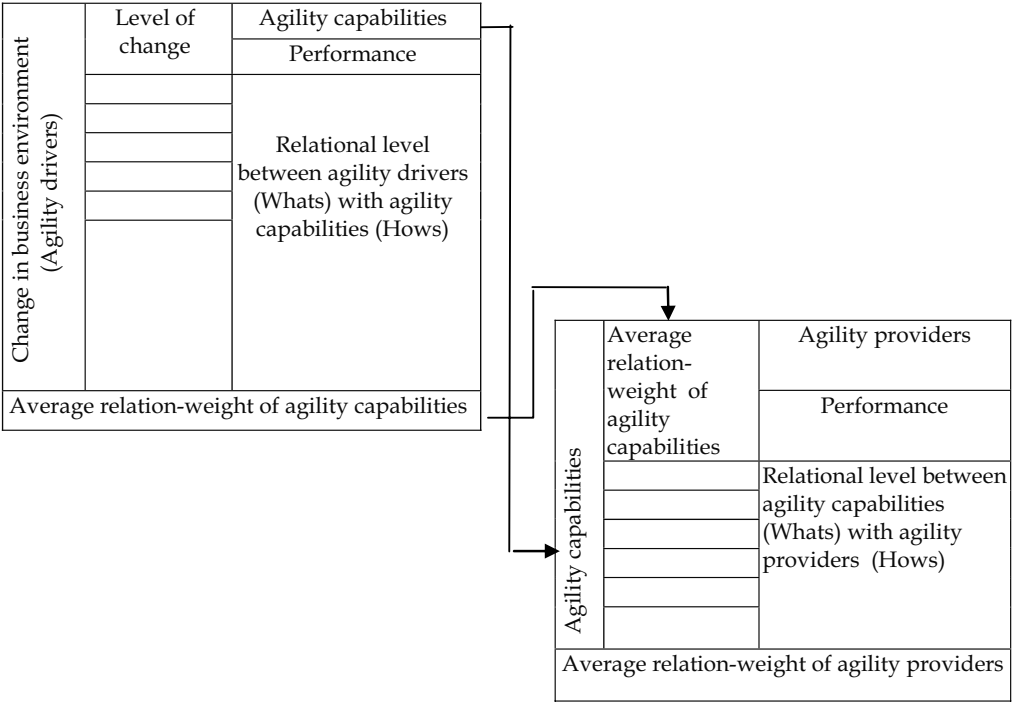 Change in business environment
(Agility drivers)
Level of
change
Agility capabilities
Performance
Relational level
between agility drivers
(Whats) with agility
capabilities (Hows)
Average relation-weight of agility capabilities
Agility capabilities
Average
relation-
weight of
agility
capabilities
Agility providers
Performance
Relational level between
agility capabilities
(Whats) with agility
providers (Hows)
Average relation-weight of agility providers